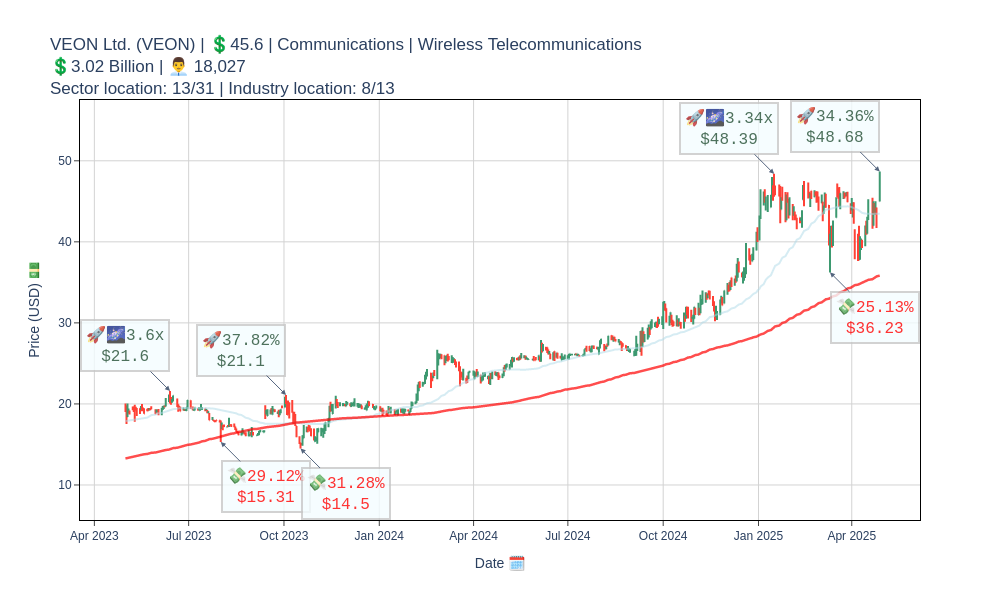 VEON Ltd. (VEON) | 💲45.6 | Communications | Wireless Telecommunications
💲3.02 Billion | 👨‍💼 18,027
Sector location: 13/31 | Industry location: 8/13
🚀🌌3.34x
$48.39
🚀34.36%
$48.68
🚀🌌3.6x
$21.6
🚀37.82%
$21.1
💸25.13%
$36.23
💸29.12%
$15.31
💸31.28%
$14.5
50
40
30
20
10
Price (USD) 💵
Apr 2023
Jul 2023
Oct 2023
Jan 2024
Apr 2024
Jul 2024
Oct 2024
Jan 2025
Apr 2025
Date 🗓️